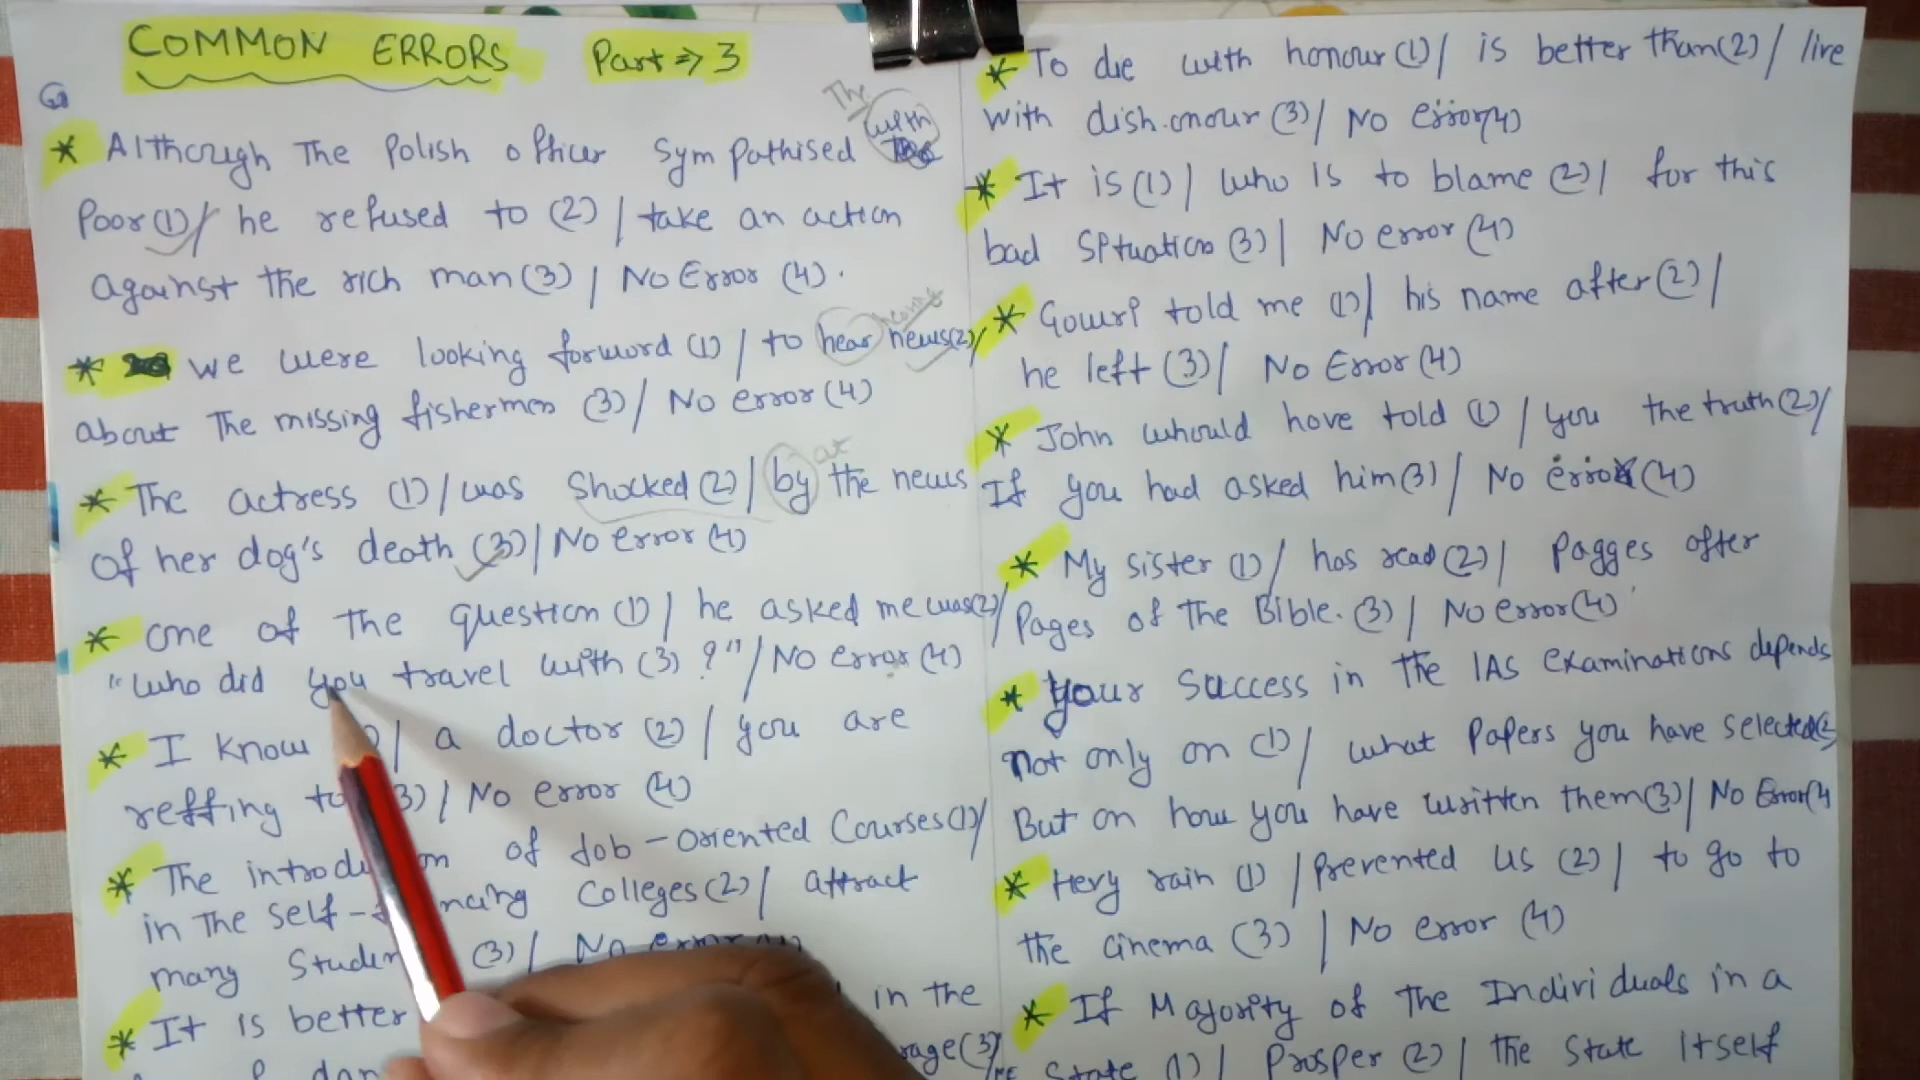 COMMON ERRORS Part ⇒ 3
* Although The Polish officer Sympathised with
The
Poor (1)/ he refused to (2) / take an action
against the rich man (3) / No Error (4).
* we were looking forword (1) / to hear news (2)/
about The missing fishermen (3)/ No error (4)
* The actress (1) / was Shocked (2) / by the news
at
of her dog's death (3) / No error (4)
* one of the question (1) / he asked me was (2)/
"who did you travel with (3) ?" / No error (4)
* I know / a doctor (2) / you are
reffing to 3) / No error (4)
* The introdu on of Job-oriented Courses (1)/
in The Self- ncing Colleges (2) / attract
many Studen (3) / No error
* It is better in the
* To die with honour (1) / is better than (2) / live
with dish.onour (3) / No error (4)
* It is (1) / who is to blame (2) / for this
bad Sptuation (3) / No error (4)
* Gowri told me (1) / his name after (2) /
he left (3) / No Error (4)
* John whould have told (1) / you the truth (2)/
If you had asked him (3) / No error (4)
* My sister (1) / has read (2) / Pagges after
Pages of the Bible. (3) / No error (4)
* your Success in the IAS examinations depends
not only on (1) / what Papers you have selected
But on how you have written them (3) / No Error (4
* Hevy rain (1) / prevented us (2) / to go to
the cinema (3) / No error (4)
* If Majority of the Individuals in a
State (1) / Prosper (2) / the State Itself